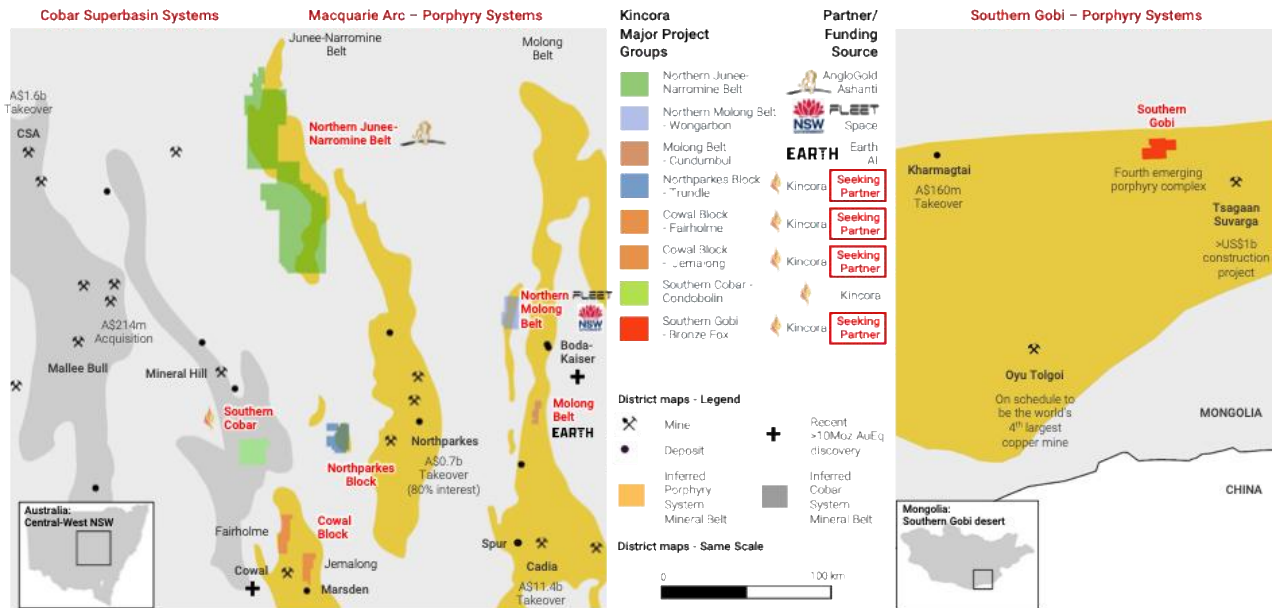 Cobar Superbasin Systems
Macquarie Arc – Porphyry Systems
Junee-Narromine
Belt
Molong
Belt
A$1.6b
Takeover
CSA
Northern Junee-
Narromine Belt
A$214m
Acquisition
Mallee Bull
Mineral Hill
Northern
Molong
Belt
FLEET
NSW
Boda-
Kaiser
Southern
Cobar
Molong
Belt
EARTH
Northparkes
A$0.7b
Takeover
(80% interest)
Northparkes
Block
Australia:
Central-West NSW
Fairholme
Cowal
Block
Jemalong
Cowal
Marsden
Spur
Cadia
A$11.4b
Takeover
Kincora
Major Project
Groups
Partner/
Funding
Source
Northern Junee-
Narromine Belt
AngloGold
Ashanti
Northern Molong Belt
- Wongarbon
NSW
FLEET
Space
Molong Belt
- Cundumbul
EARTH
Earth
AI
Northparkes Block
- Trundle
Kincora
Seeking
Partner
Cowal Block
- Fairholme
Kincora
Seeking
Partner
Cowal Block
- Jemalong
Kincora
Seeking
Partner
Southern Cobar -
Condobolin
Kincora
Southern Gobi
- Bronze Fox
Kincora
Seeking
Partner
District maps - Legend
Mine
Recent
>10Moz AuEq
discovery
Deposit
Inferred
Porphyry
System
Mineral Belt
Inferred
Cobar
System
Mineral Belt
District maps - Same Scale
0
100 km
Southern Gobi – Porphyry Systems
Southern
Gobi
Fourth emerging
porphyry complex
Kharmagtai
A$160m
Takeover
Tsagaan
Suvarga
>US$1b
construction
project
Oyu Tolgoi
On schedule to
be the world's
4th largest
copper mine
MONGOLIA
CHINA
Mongolia:
Southern Gobi desert